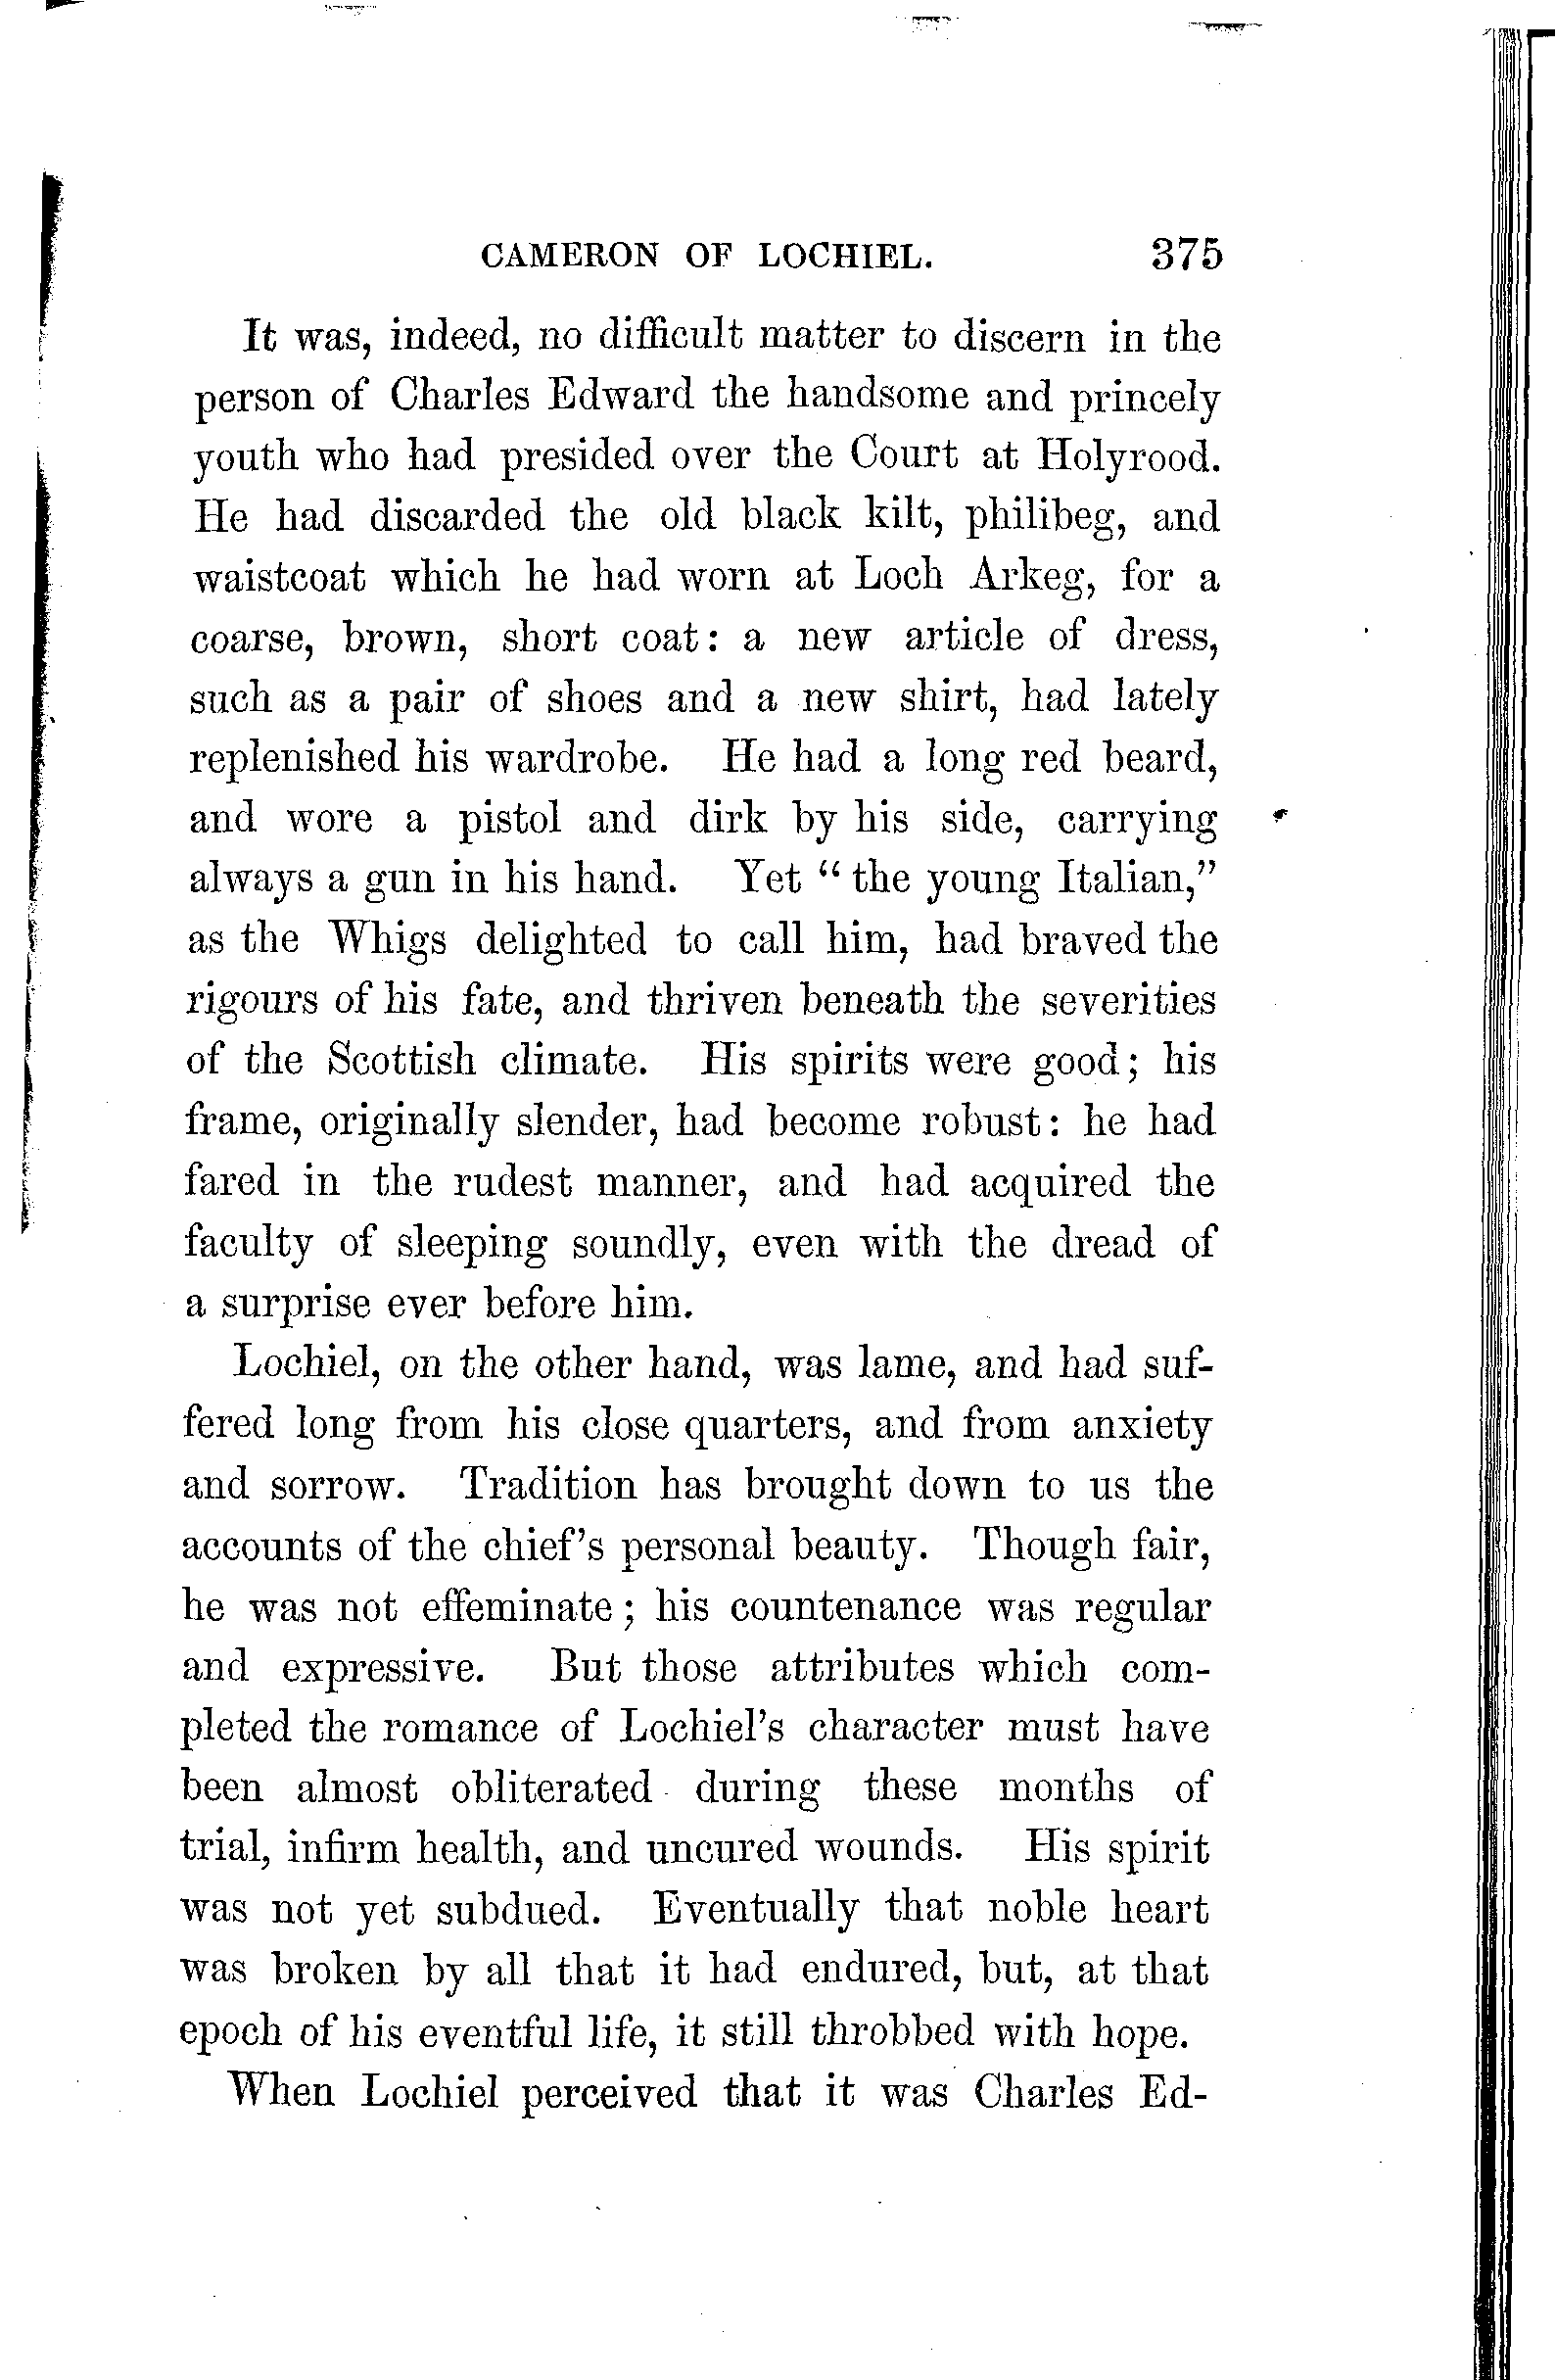 CAMERON OF LOCHIEL. 375
It was, indeed, no difficult matter to discern in the
person of Charles Edward the handsome and princely
youth who had presided over the Court at Holyrood.
He had discarded the old black kilt, philibeg, and
waistcoat which he had worn at Loch Arkeg, for a
coarse, brown, short coat: a new article of dress,
such as a pair of shoes and a new shirt, had lately
replenished his wardrobe. He had a long red beard,
and wore a pistol and dirk by his side, carrying
always a gun in his hand. Yet "the young Italian,"
as the Whigs delighted to call him, had braved the
rigours of his fate, and thriven beneath the severities
of the Scottish climate. His spirits were good; his
frame, originally slender, had become robust: he had
fared in the rudest manner, and had acquired the
faculty of sleeping soundly, even with the dread of
a surprise ever before him.
Lochiel, on the other hand, was lame, and had suf-
fered long from his close quarters, and from anxiety
and sorrow. Tradition has brought down to us the
accounts of the chief's personal beauty. Though fair,
he was not effeminate; his countenance was regular
and expressive. But those attributes which com-
pleted the romance of Lochiel's character must have
been almost obliterated during these months of
trial, infirm health, and uncured wounds. His spirit
was not yet subdued. Eventually that noble heart
was broken by all that it had endured, but, at that
epoch of his eventful life, it still throbbed with hope.
When Lochiel perceived that it was Charles Ed-